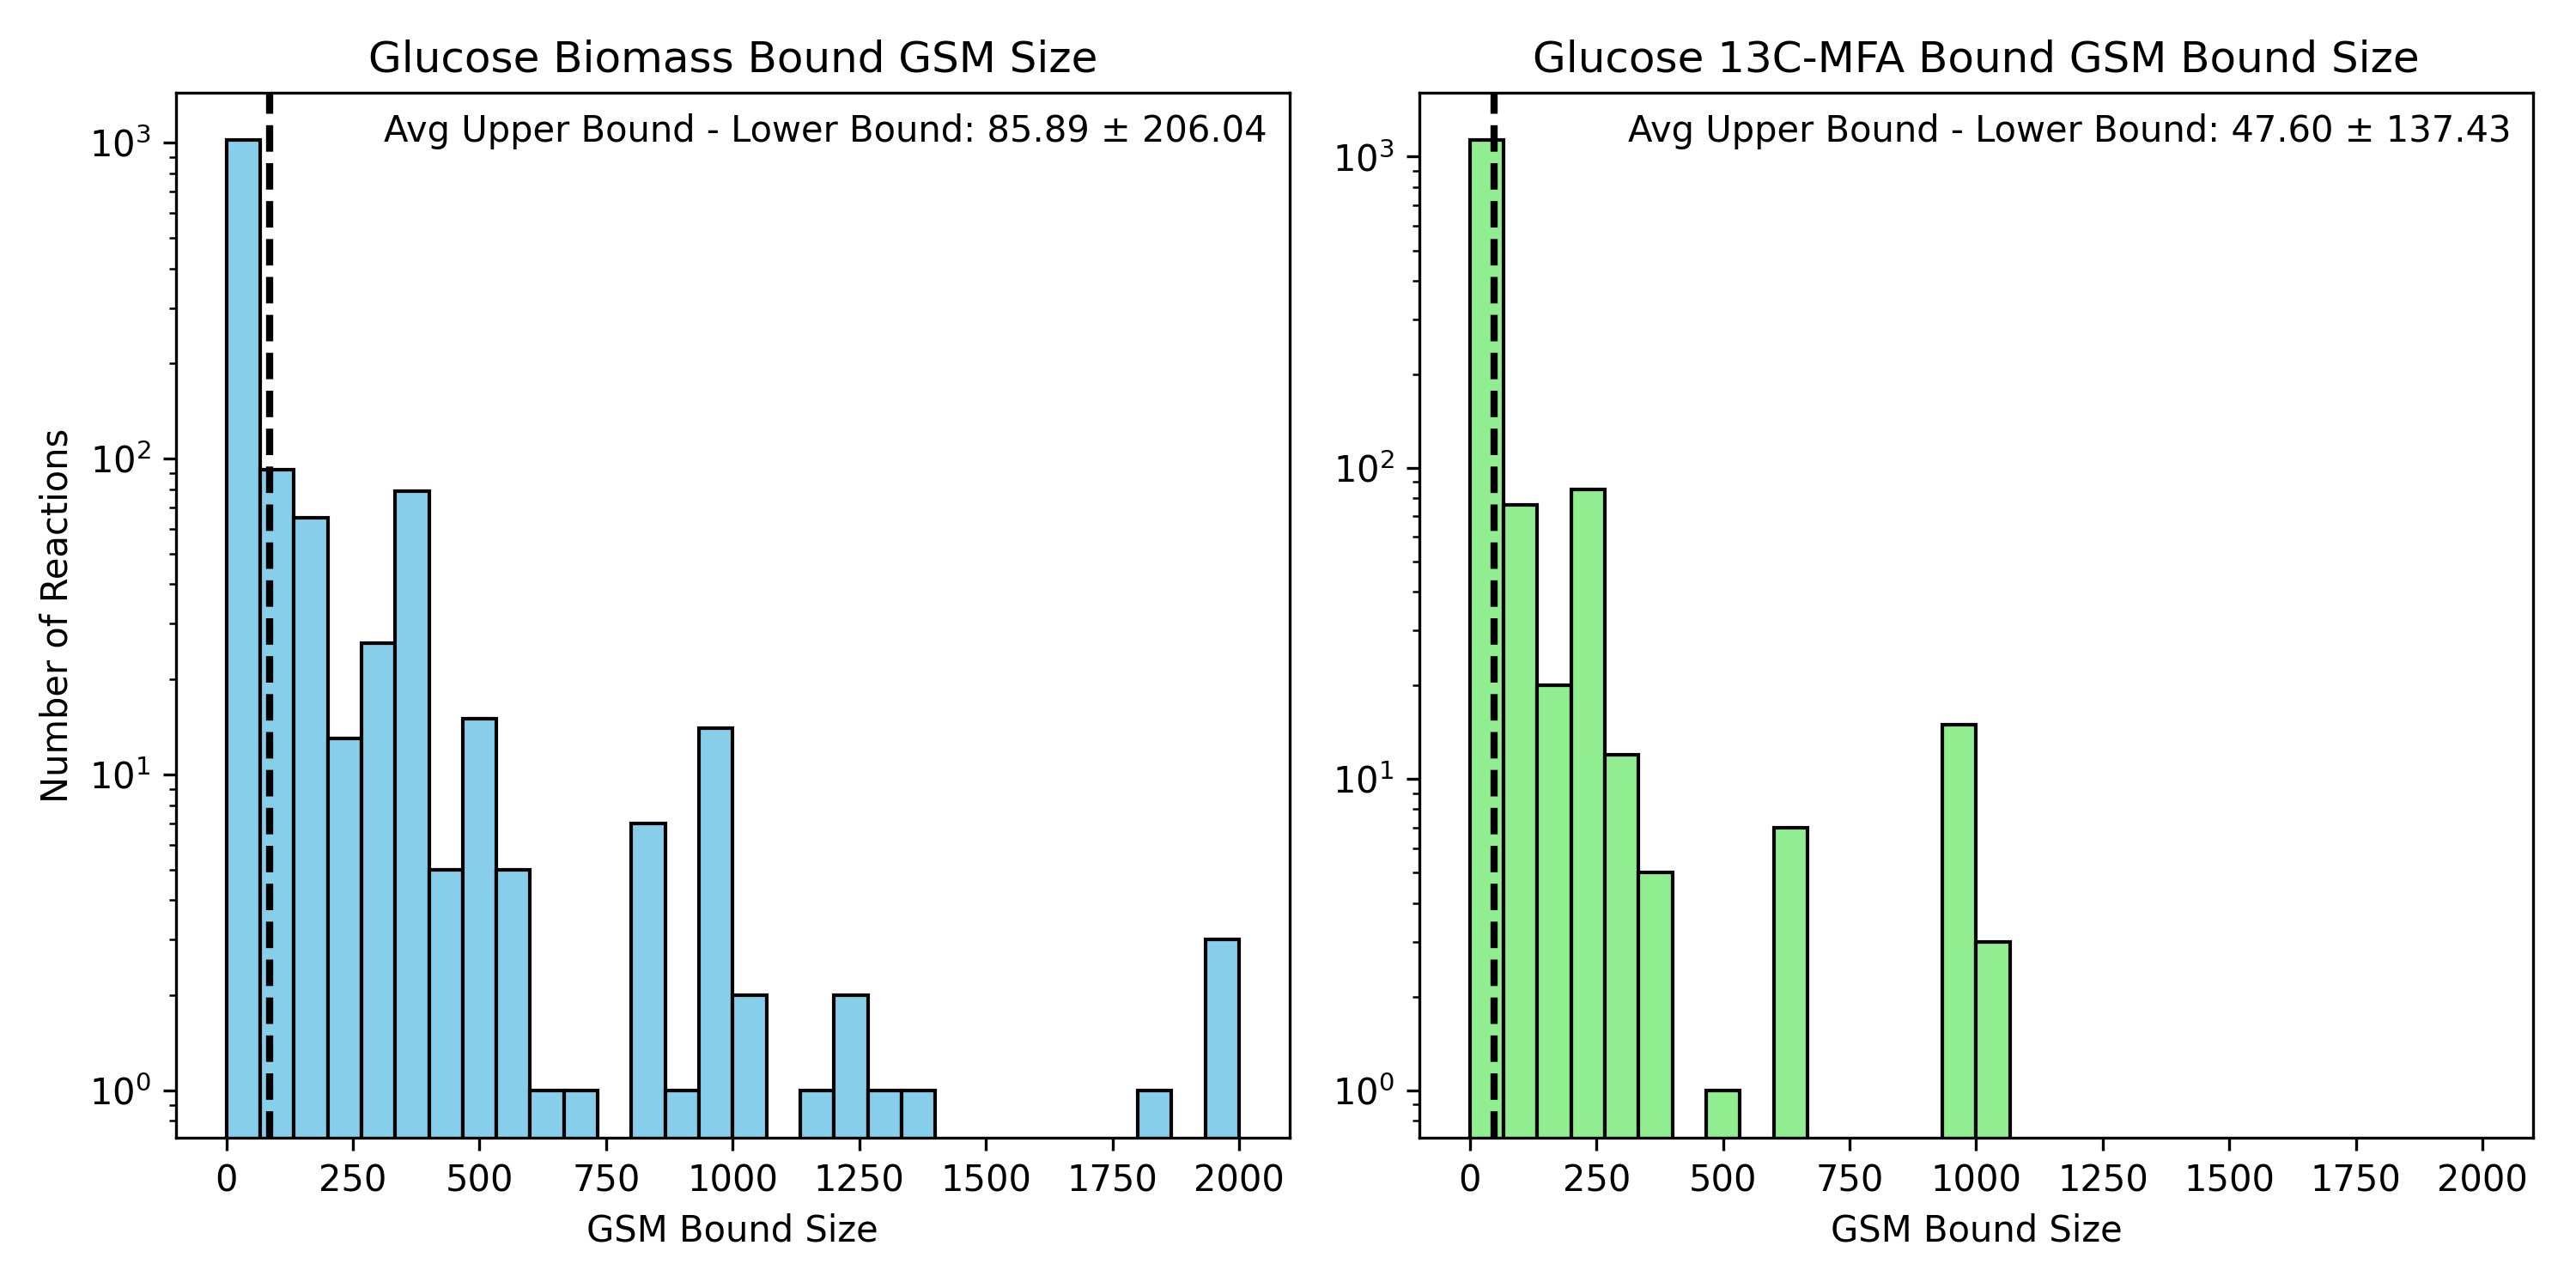 Glucose Biomass Bound GSM Size
Avg Upper Bound - Lower Bound: 85.89 ± 206.04
Number of Reactions
10³
10²
10¹
10⁰
0 250 500 750 1000 1250 1500 1750 2000
GSM Bound Size
Glucose 13C-MFA Bound GSM Bound Size
Avg Upper Bound - Lower Bound: 47.60 ± 137.43
10³
10²
10¹
10⁰
0 250 500 750 1000 1250 1500 1750 2000
GSM Bound Size